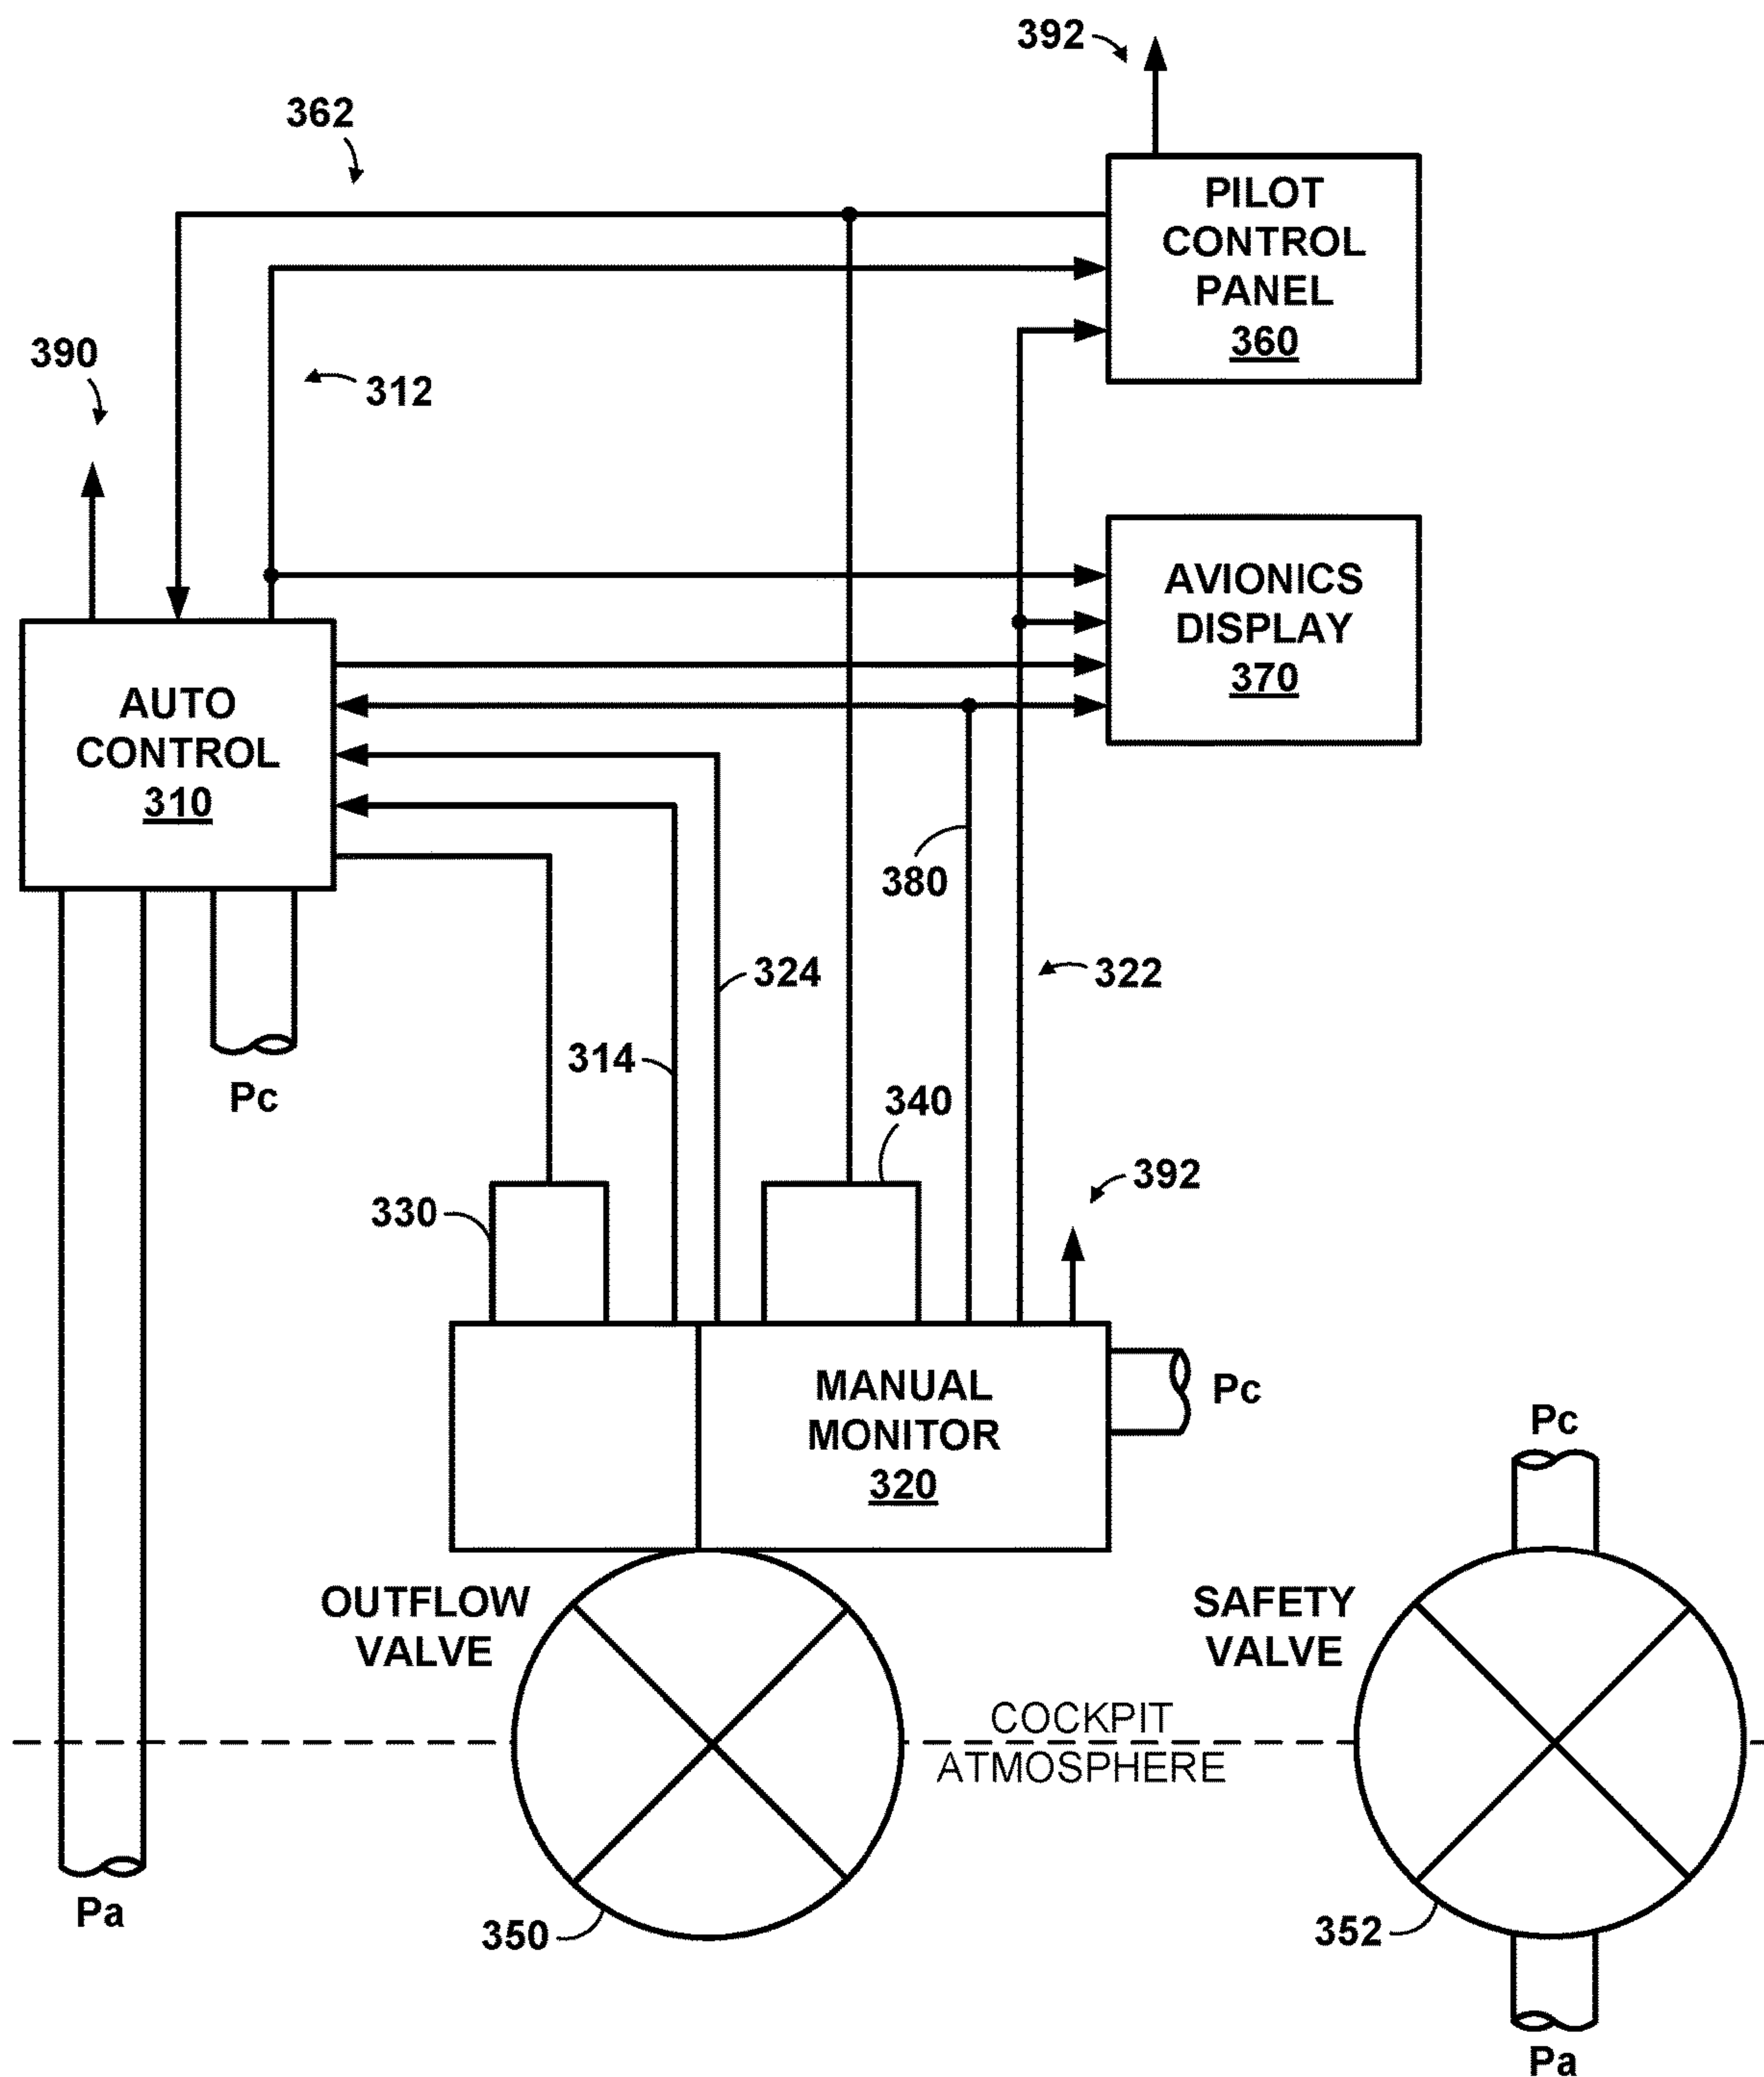 392
362
PILOT
CONTROL
PANEL
360
390
312
AVIONICS
DISPLAY
370
AUTO
CONTROL
310
380
324
322
314
Pc
340
392
330
MANUAL
MONITOR
320
Pc
Pc
OUTFLOW
VALVE
SAFETY
VALVE
COCKPIT
ATMOSPHERE
Pa
350
352
Pa